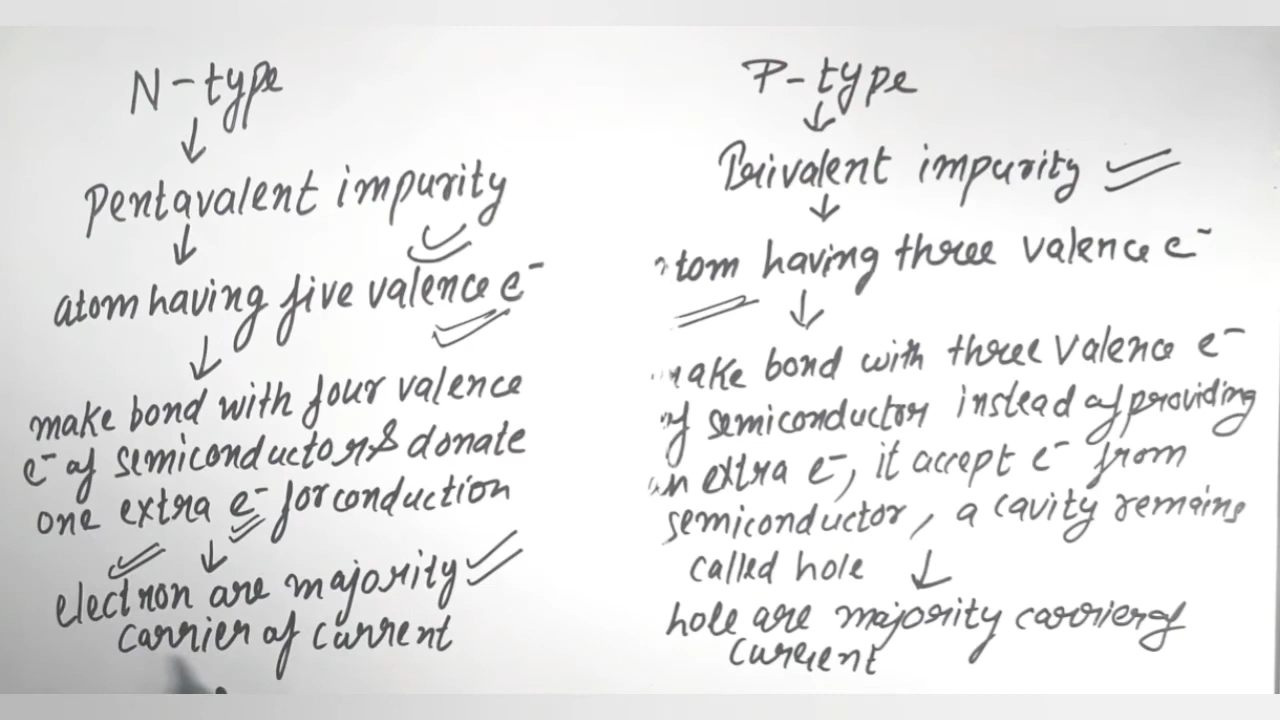 N-type
↓
Pentavalent impurity
↓
atom having five valence e⁻
↓
make bond with four valence
e⁻ of semiconductor & donate
one extra e⁻ for conduction
↓
electron are majority
carrier of current
P-type
↓
Trivalent impurity
↓
atom having three valence e⁻
↓
make bond with three valence e⁻
of semiconductor instead of providing
an extra e⁻, it accept e⁻ from
semiconductor, a cavity remains
called hole
↓
hole are majority carrier of
current